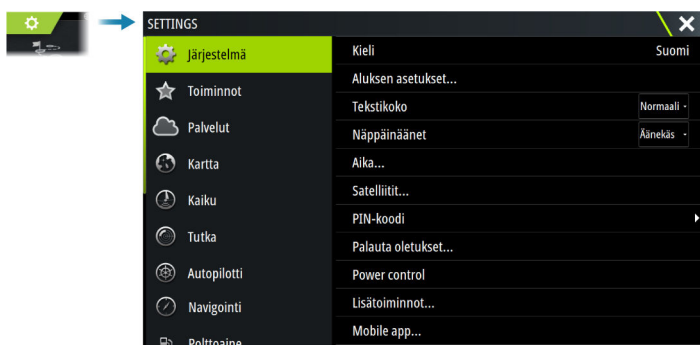 SETTINGS
Järjestelmä
Toiminnot
Palvelut
Kartta
Kaiku
Tutka
Autopilotti
Navigointi
Polttoaine
Kieli Suomi
Aluksen asetukset...
Tekstikoko Normaali
Näppäinäänet Äänekäs
Aika...
Satelliitit...
PIN-koodi
Palauta oletukset...
Power control
Lisätoiminnot...
Mobile app...